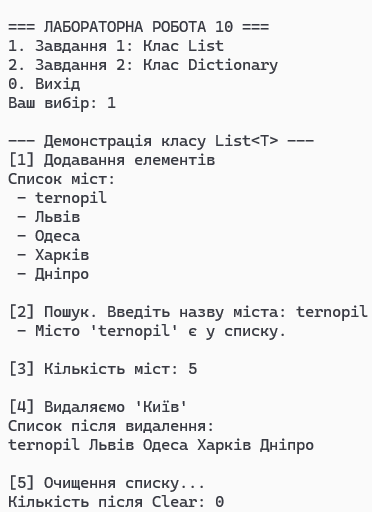 === ЛАБОРАТОРНА РОБОТА 10 ===
1. Завдання 1: Клас List
2. Завдання 2: Клас Dictionary
0. Вихід
Ваш вибір: 1
--- Демонстрація класу List<T> ---
[1] Додавання елементів
Список міст:
- ternopil
- Львів
- Одеса
- Харків
- Дніпро
[2] Пошук. Введіть назву міста: ternopil
- Місто 'ternopil' є у списку.
[3] Кількість міст: 5
[4] Видаляємо 'Київ'
Список після видалення:
ternopil Львів Одеса Харків Дніпро
[5] Очищення списку...
Кількість після Clear: 0